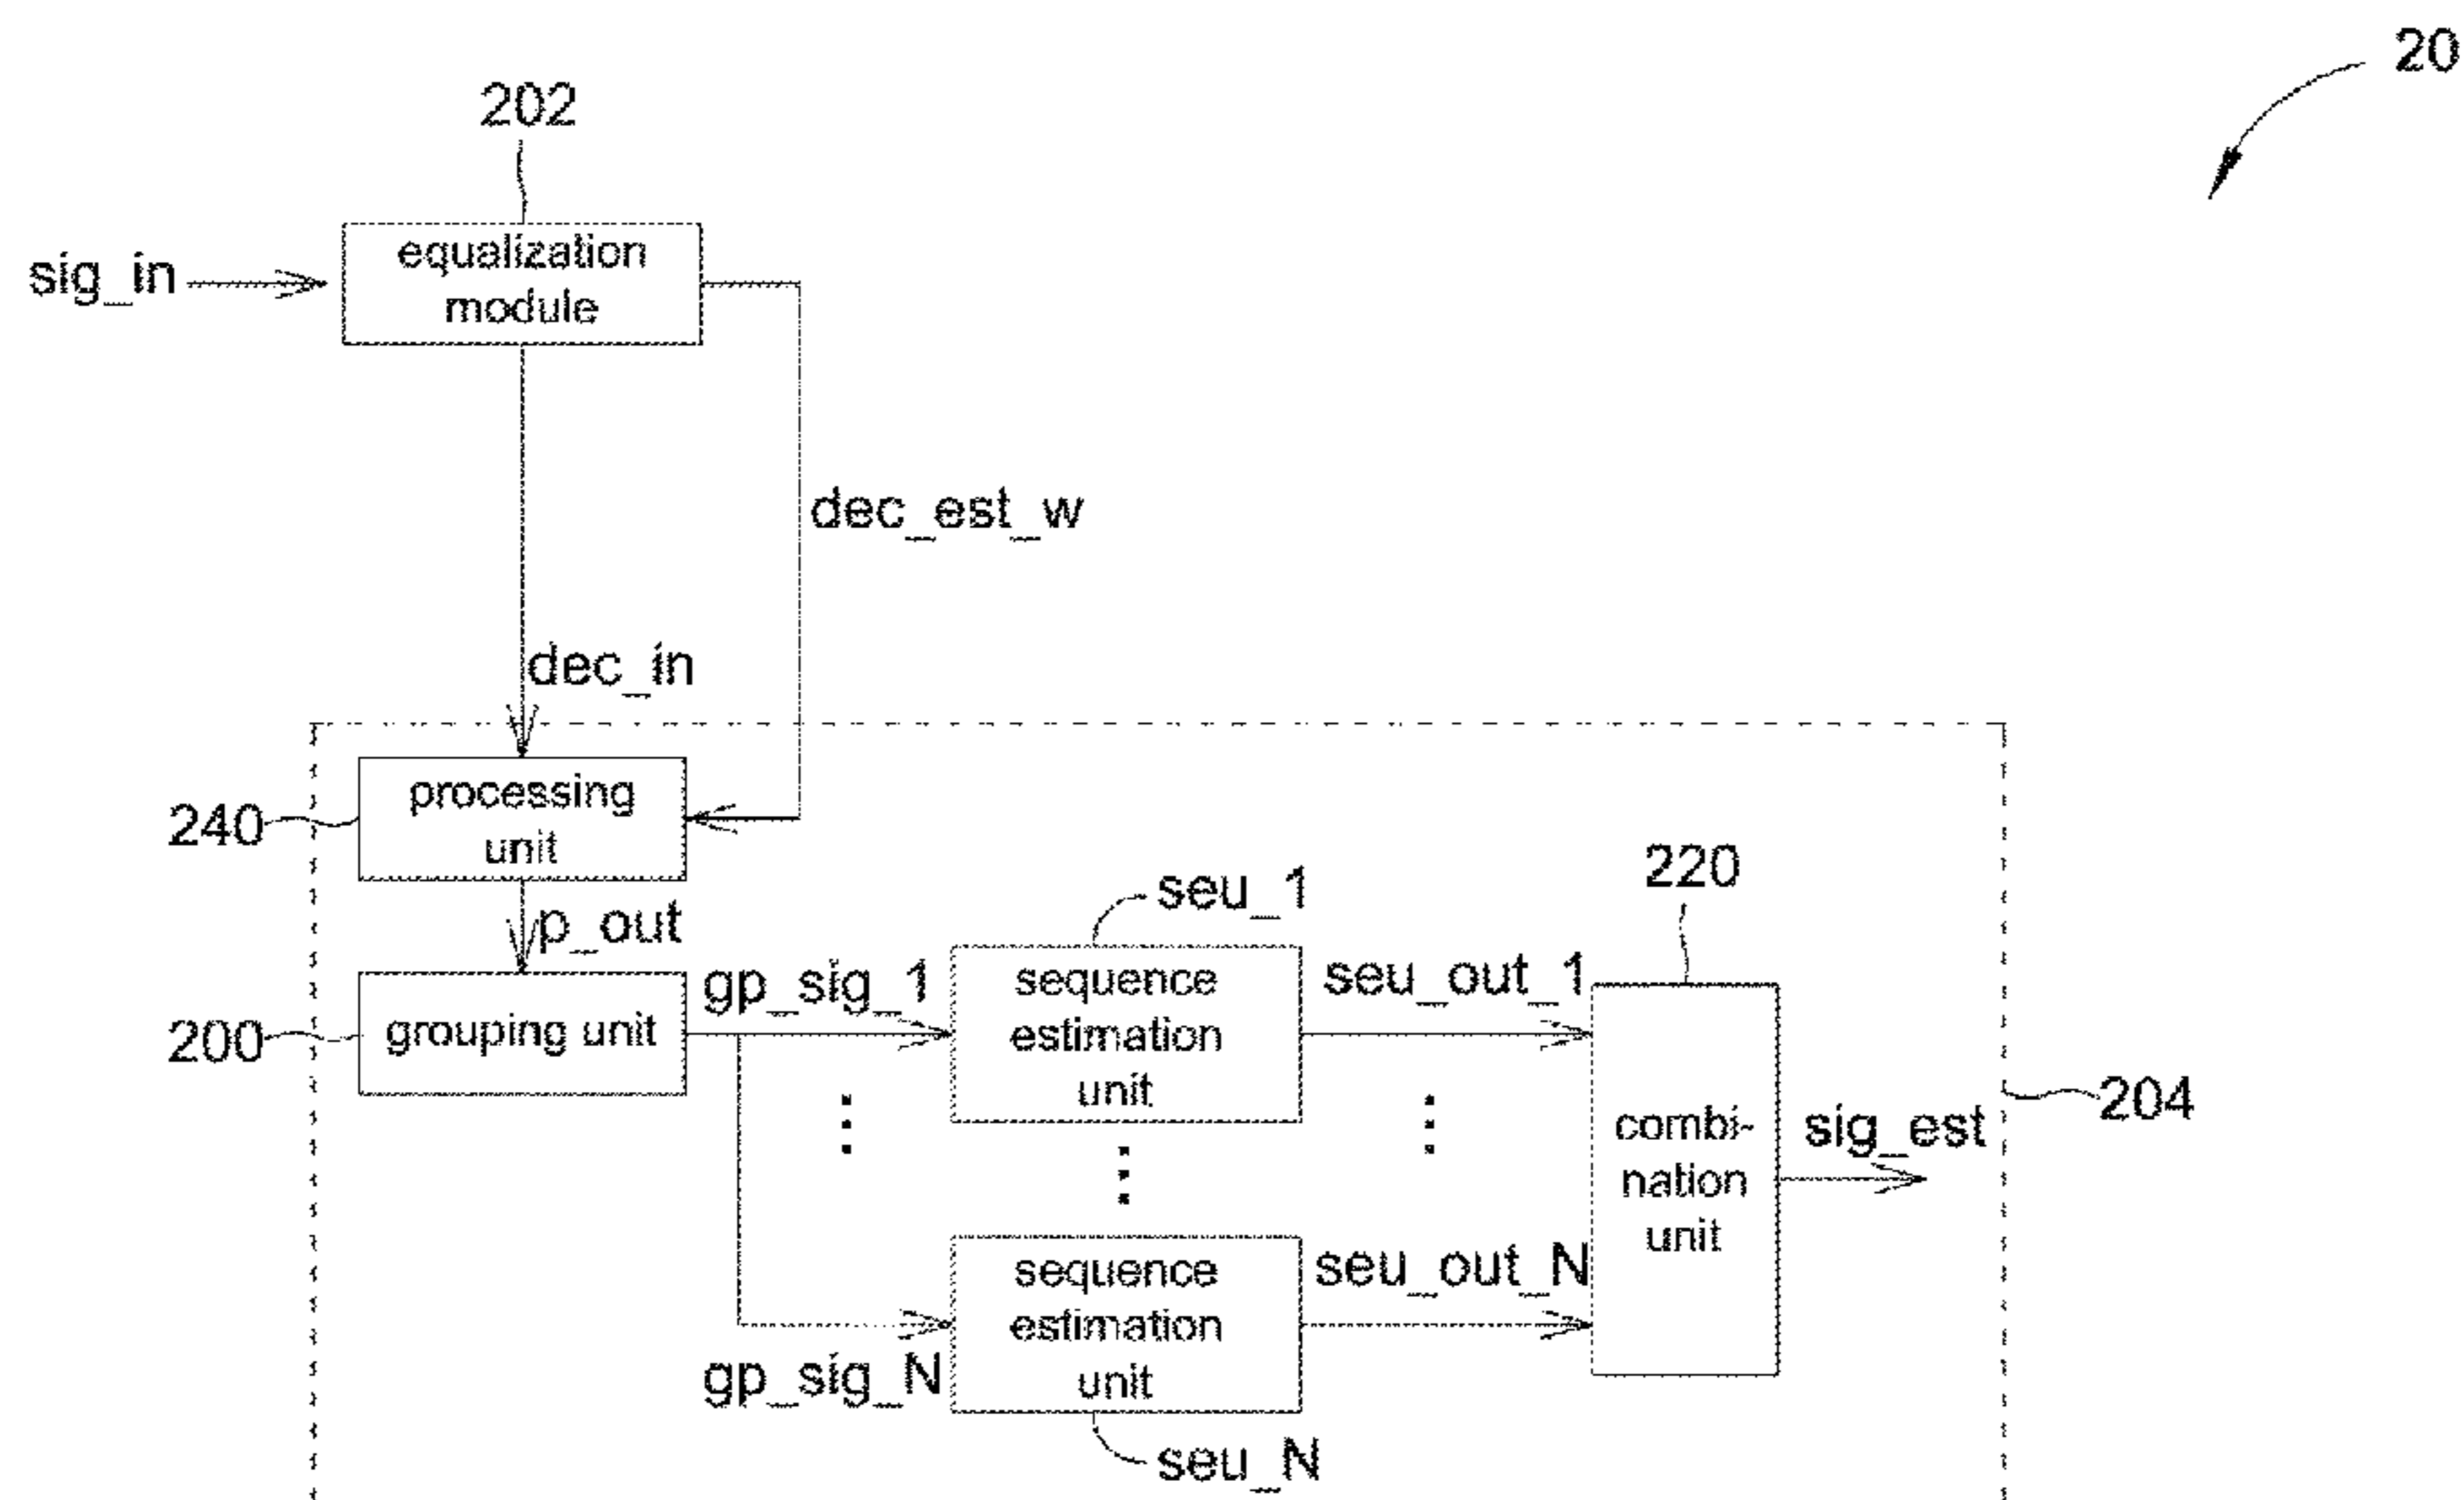 20
202
sig_in
equalization
module
dec_est_w
dec_in
processing
unit
240
p_out
grouping unit
200
gp_sig_1
seu_1
sequence
estimation
unit
seu_out_1
220
combi-
nation
unit
sig_est
204
gp_sig_N
sequence
estimation
unit
seu_out_N
seu_N